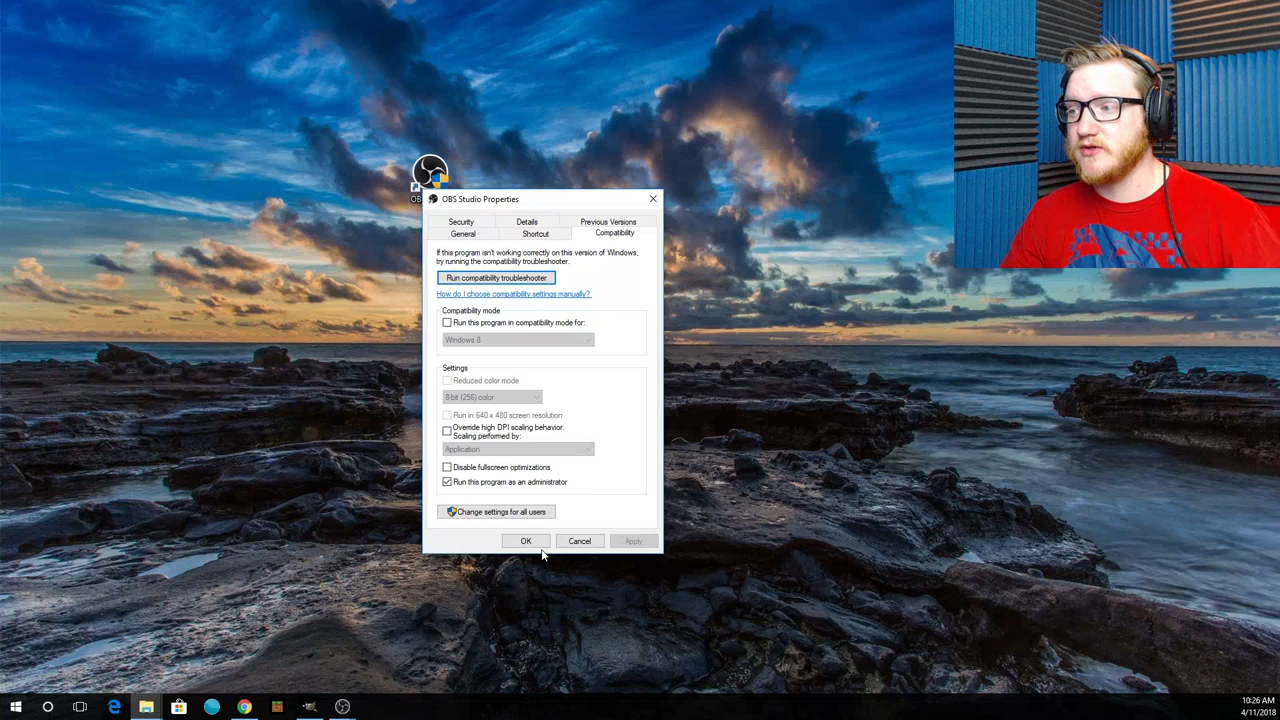 OB
OBS Studio Properties
Security
Details
Previous Versions
General
Shortcut
Compatibility
If this program isn't working correctly on this version of Windows,
try running the compatibility troubleshooter.
Run compatibility troubleshooter
How do I choose compatibility settings manually?
Compatibility mode
Run this program in compatibility mode for:
Windows 8
Settings
Reduced color mode
8-bit (256) color
Run in 640 x 480 screen resolution
Override high DPI scaling behavior.
Scaling performed by:
Application
Disable fullscreen optimizations
Run this program as an administrator
Change settings for all users
OK
Cancel
Apply
10:26 AM
4/11/2018